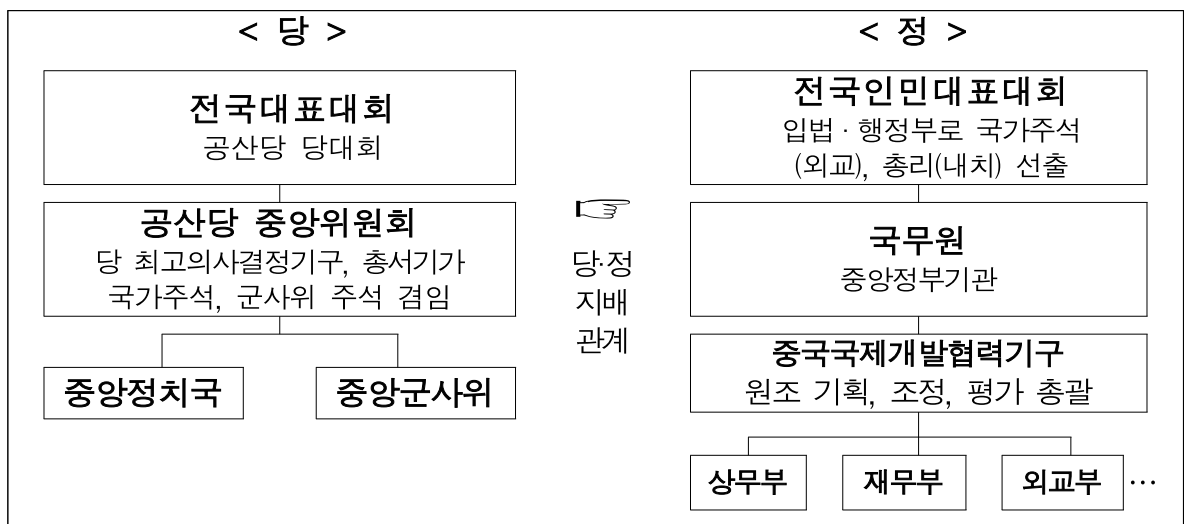 < 당 >
전국대표대회
공산당 당대회
공산당 중앙위원회
당 최고의사결정기구, 총서기가
국가주석, 군사위 주석 겸임
중앙정치국
중앙군사위
☞
당·정
지배
관계
< 정 >
전국인민대표대회
입법 · 행정부로 국가주석
(외교), 총리(내치) 선출
국무원
중앙정부기관
중국국제개발협력기구
원조 기획, 조정, 평가 총괄
상무부
재무부
외교부 …